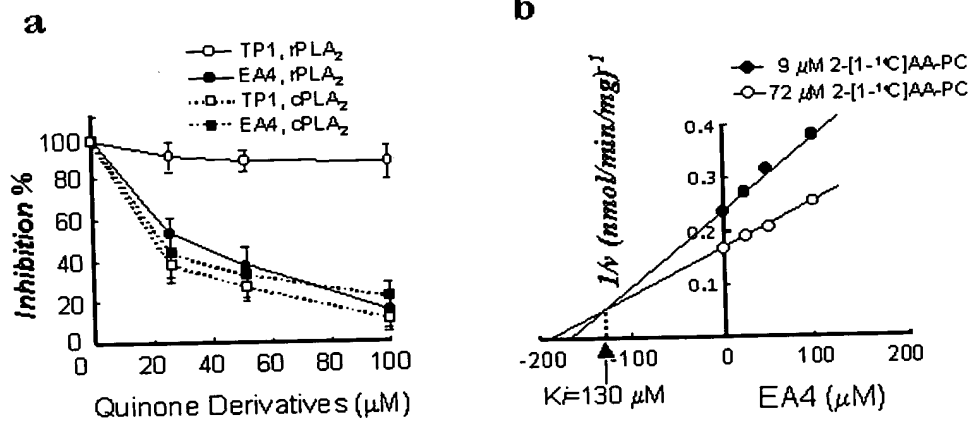 a
TP1, rPLA₂
EA4, rPLA₂
TP1, cPLA₂
EA4, cPLA₂
Inhibition %
100
80
60
40
20
0
0 20 40 60 80 100
Quinone Derivatives (μM)
b
9 μM 2-[1-¹⁴C]AA-PC
72 μM 2-[1-¹⁴C]AA-PC
1/v (nmol/min/mg)⁻¹
0.4
0.3
0.2
0.1
-200 -100 0 100 200
Ki=130 μM
EA4 (μM)